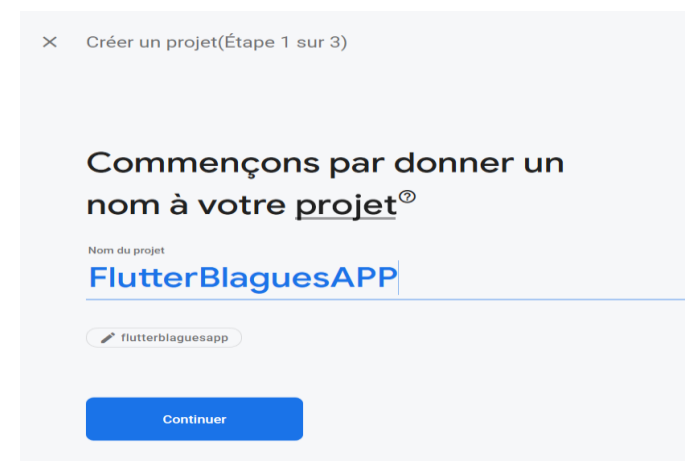 Créer un projet(Étape 1 sur 3)
Commençons par donner un
nom à votre projet
Nom du projet
FlutterBlaguesAPP
flutterblaguesapp
Continuer